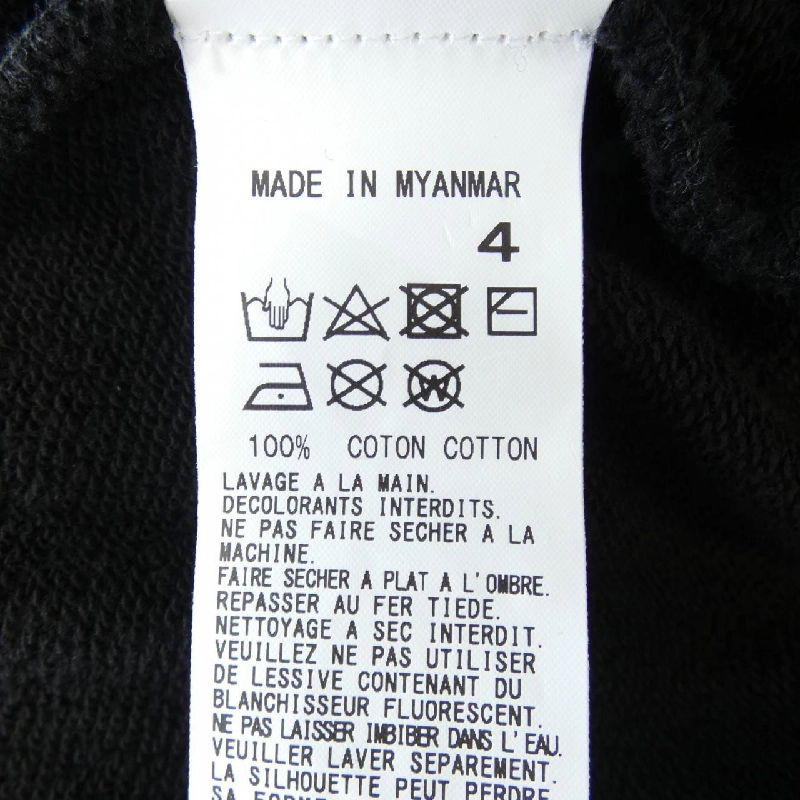 MADE IN MYANMAR
4
W
100% COTON COTTON
LAVAGE A LA MAIN.
DECOLORANTS INTERDITS.
NE PAS FAIRE SECHER A LA
MACHINE.
FAIRE SECHER A PLAT A L'OMBRE.
REPASSER AU FER TIEDE.
NETTOYAGE A SEC INTERDIT.
VEUILLEZ NE PAS UTILISER
DE LESSIVE CONTENANT DU
BLANCHISSEUR FLUORESCENT.
NE PAS LAISSER IMBIBER DANS L'EAU.
VEUILLER LAVER SEPAREMENT.
LA SILHOUETTE PEUT PERDRE
SA